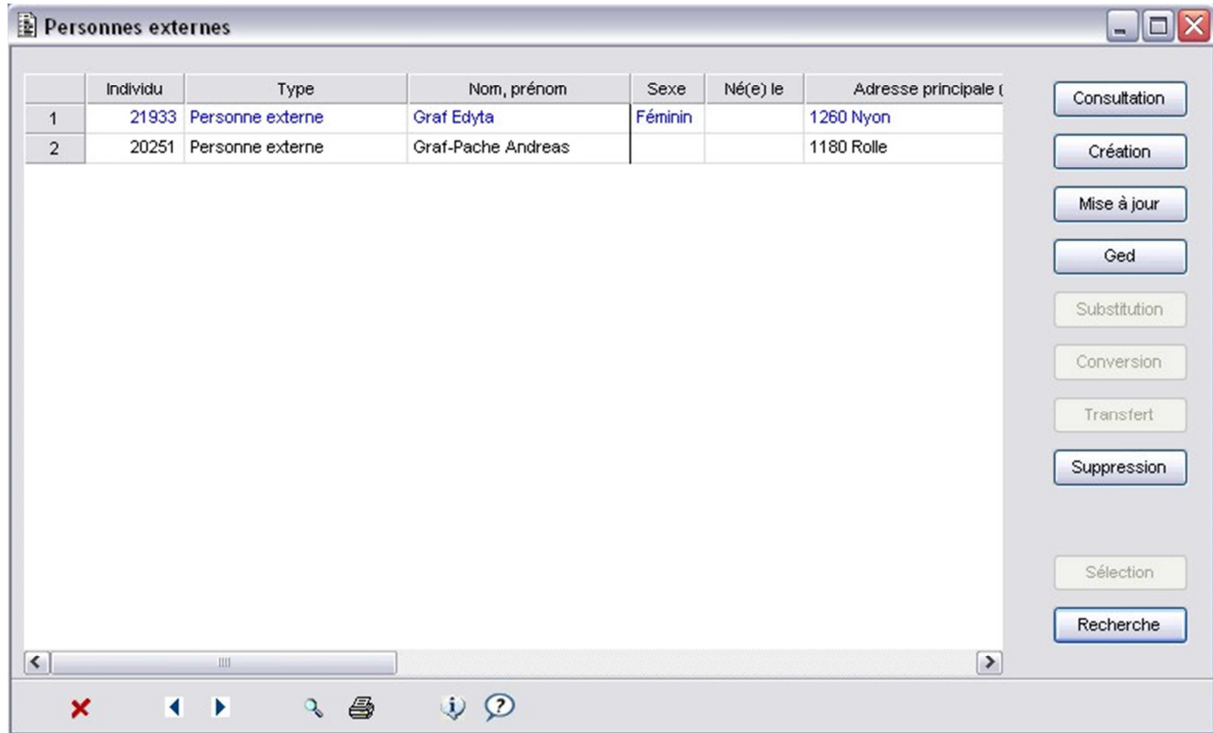 Personnes externes
Individu Type Nom, prénom Sexe Né(e) le Adresse principale (
1 21933 Personne externe Graf Edyta Féminin 1260 Nyon
2 20251 Personne externe Graf-Pache Andreas 1180 Rolle
Consultation
Création
Mise à jour
Ged
Substitution
Conversion
Transfert
Suppression
Sélection
Recherche